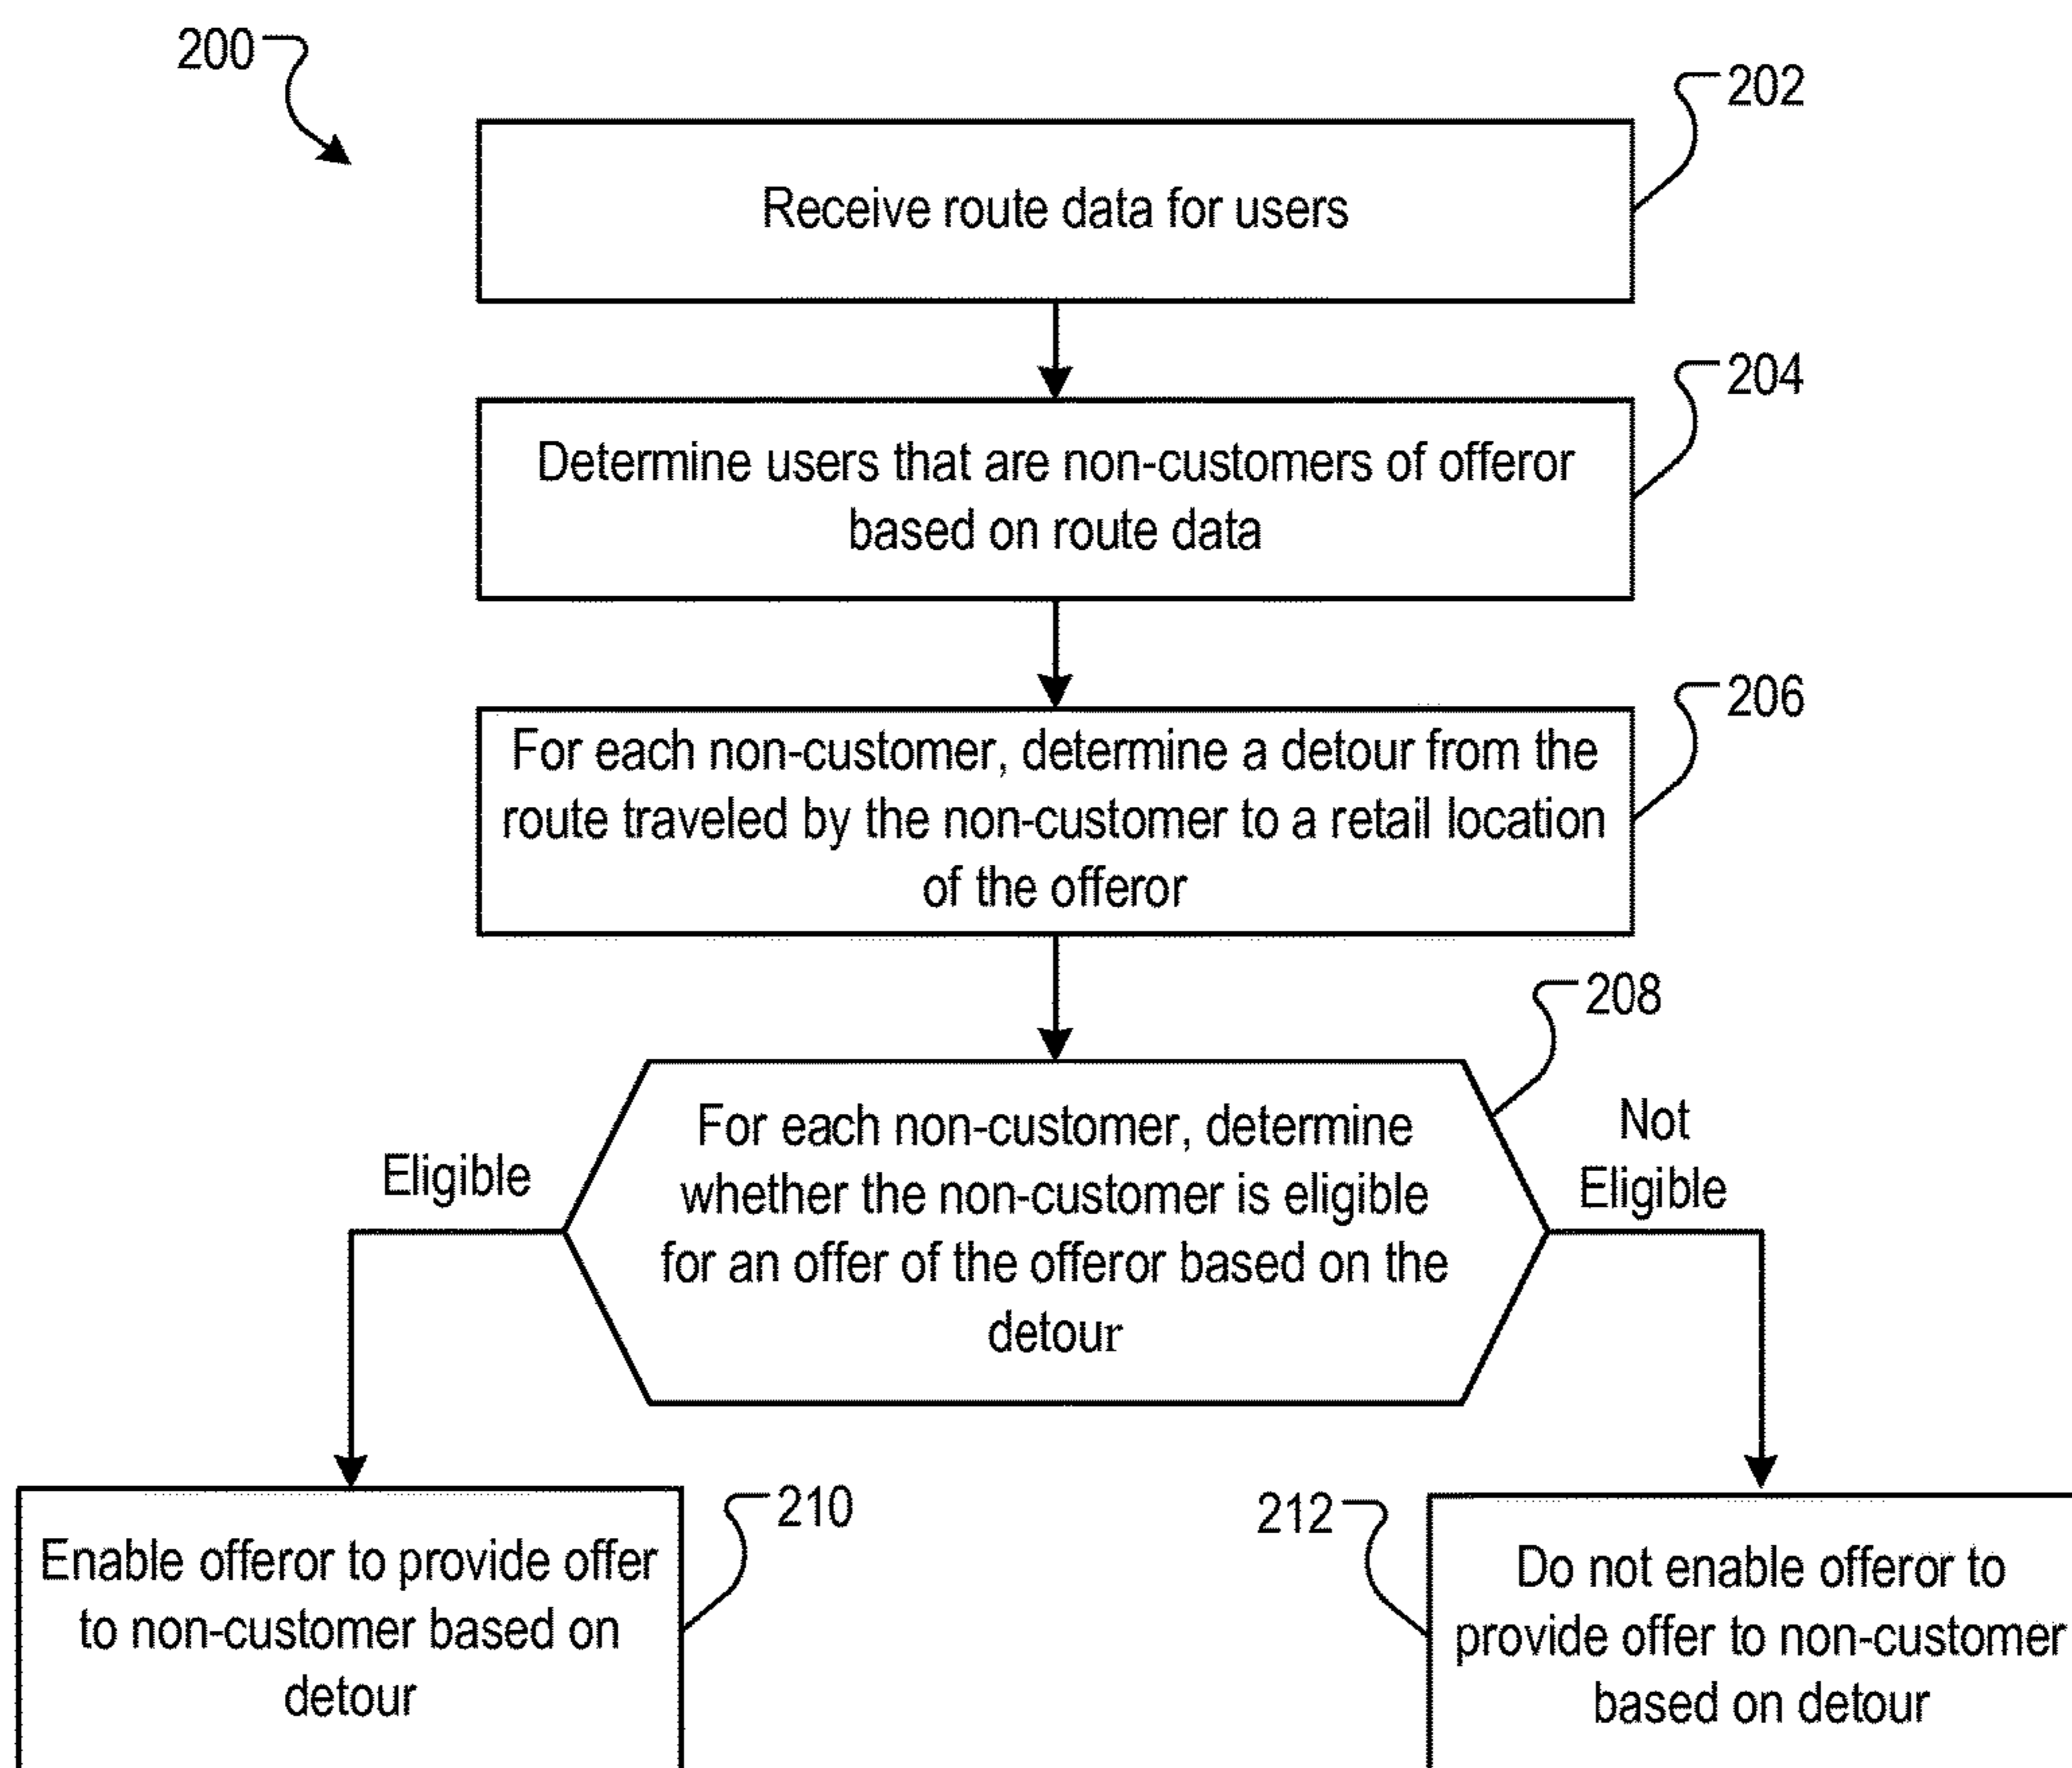 200
202
Receive route data for users
204
Determine users that are non-customers of offeror
based on route data
206
For each non-customer, determine a detour from the
route traveled by the non-customer to a retail location
of the offeror
208
For each non-customer, determine
whether the non-customer is eligible
for an offer of the offeror based on the
detour
Eligible
Not
Eligible
210
Enable offeror to provide offer
to non-customer based on
detour
212
Do not enable offeror to
provide offer to non-customer
based on detour